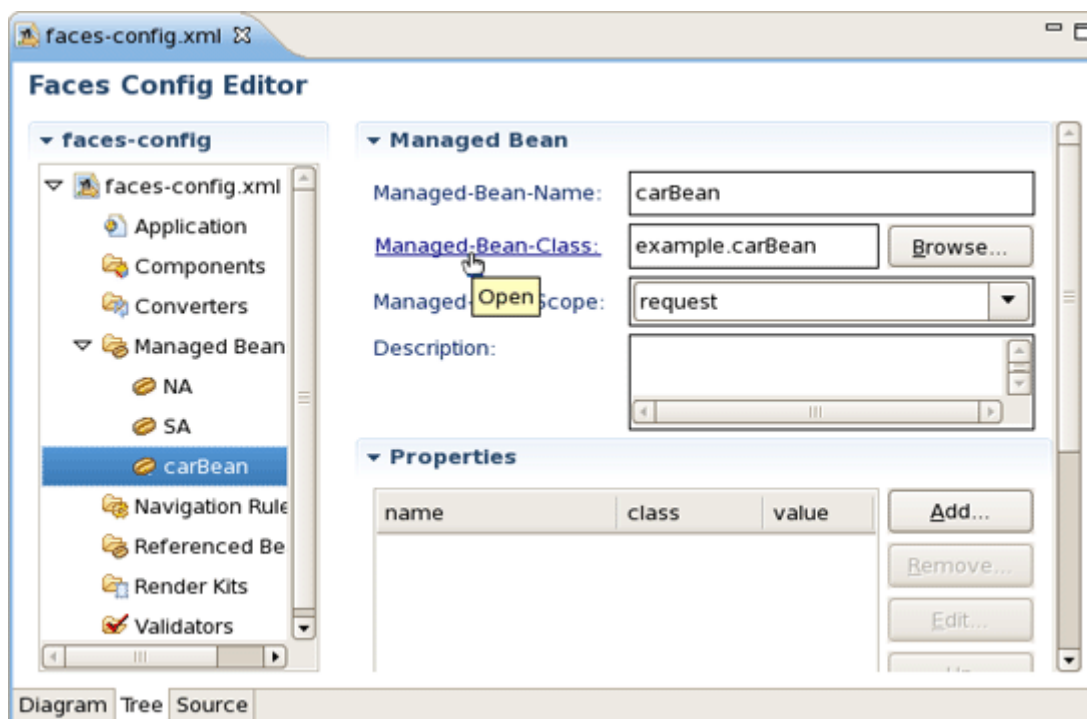 faces-config.xml
Faces Config Editor
faces-config
faces-config.xml
Application
Components
Converters
Managed Bean
NA
SA
carBean
Navigation Rule
Referenced Be
Render Kits
Validators
Managed Bean
Managed-Bean-Name: carBean
Managed-Bean-Class: example.carBean Browse...
Open
Managed- Scope: request
Description:
Properties
name class value Add...
Remove...
Edit...
Diagram Tree Source